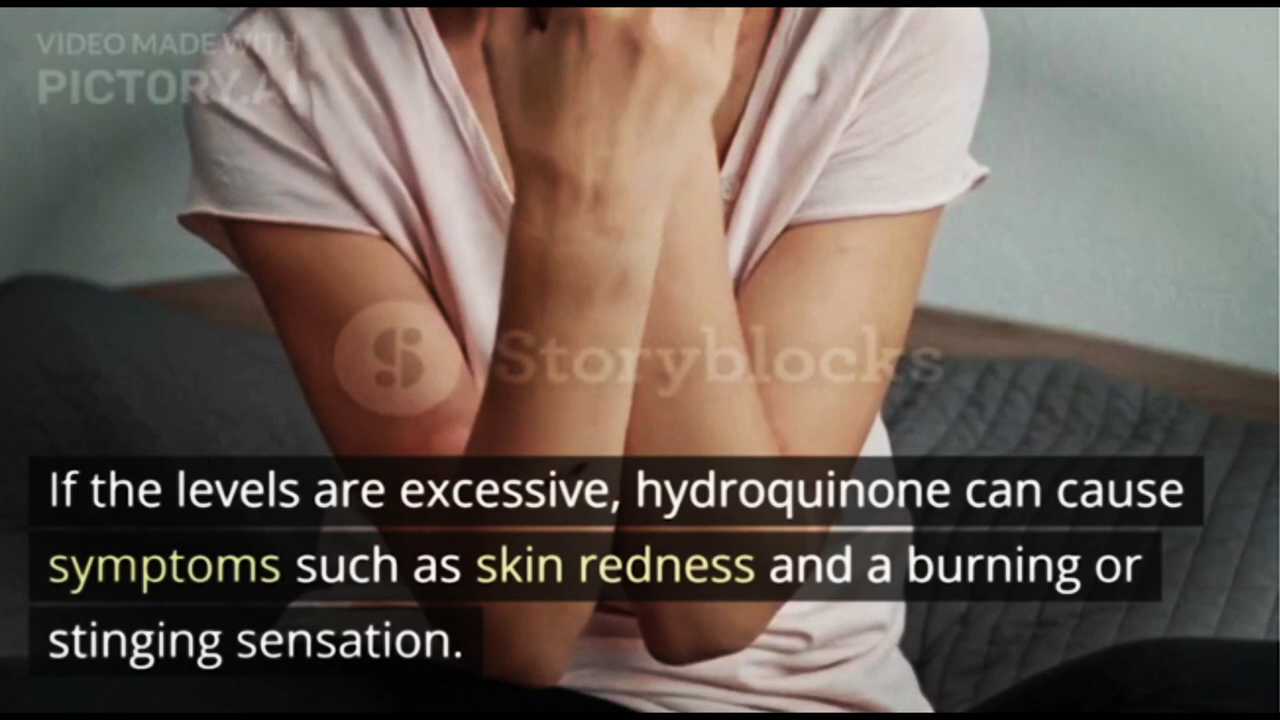 VIDEO MADE WITH
PICTORY.AI
Storyblocks
If the levels are excessive, hydroquinone can cause
symptoms such as skin redness and a burning or
stinging sensation.